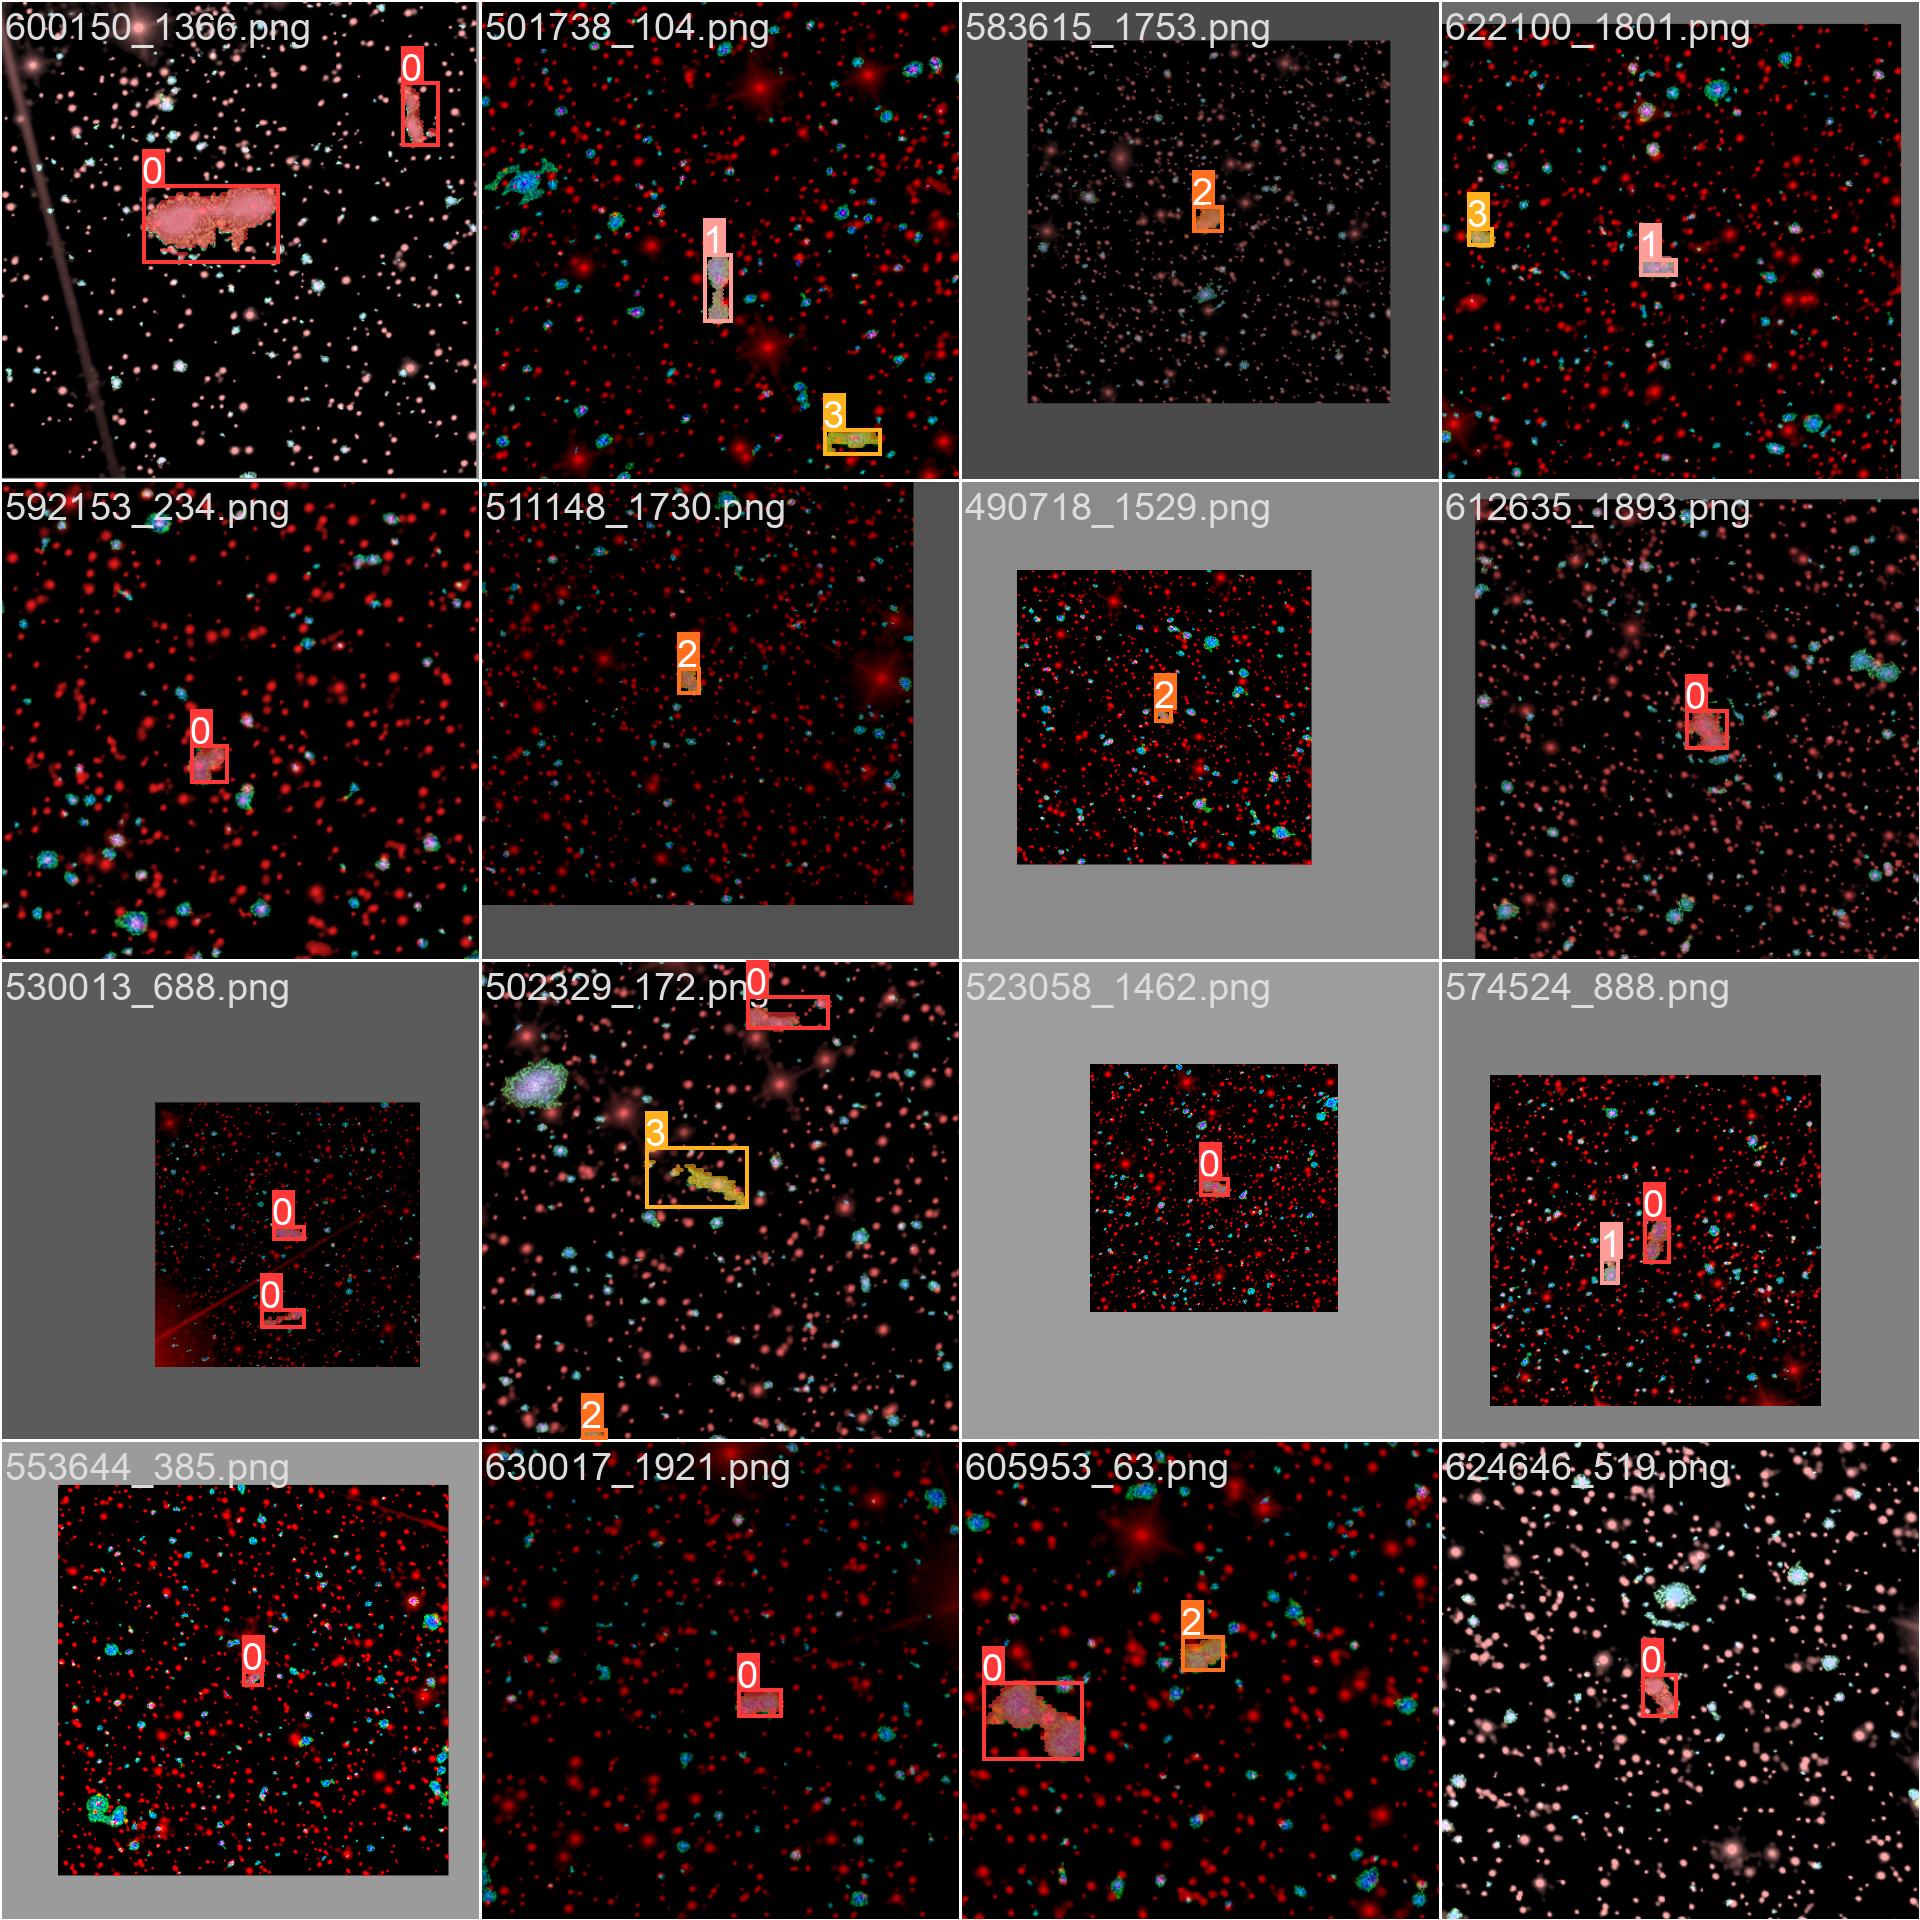 600150_1366.png
501738_104.png
583615_1753.png
622100_1801.png
0
0
1
3
2
3
1
592153_234.png
511148_1730.png
490718_1529.png
612635_1893.png
0
2
2
0
530013_688.png
502329_172.png
523058_1462.png
574524_888.png
0
0
0
3
2
0
0
1
553644_385.png
630017_1921.png
605953_63.png
624646_519.png
0
0
2
0
0